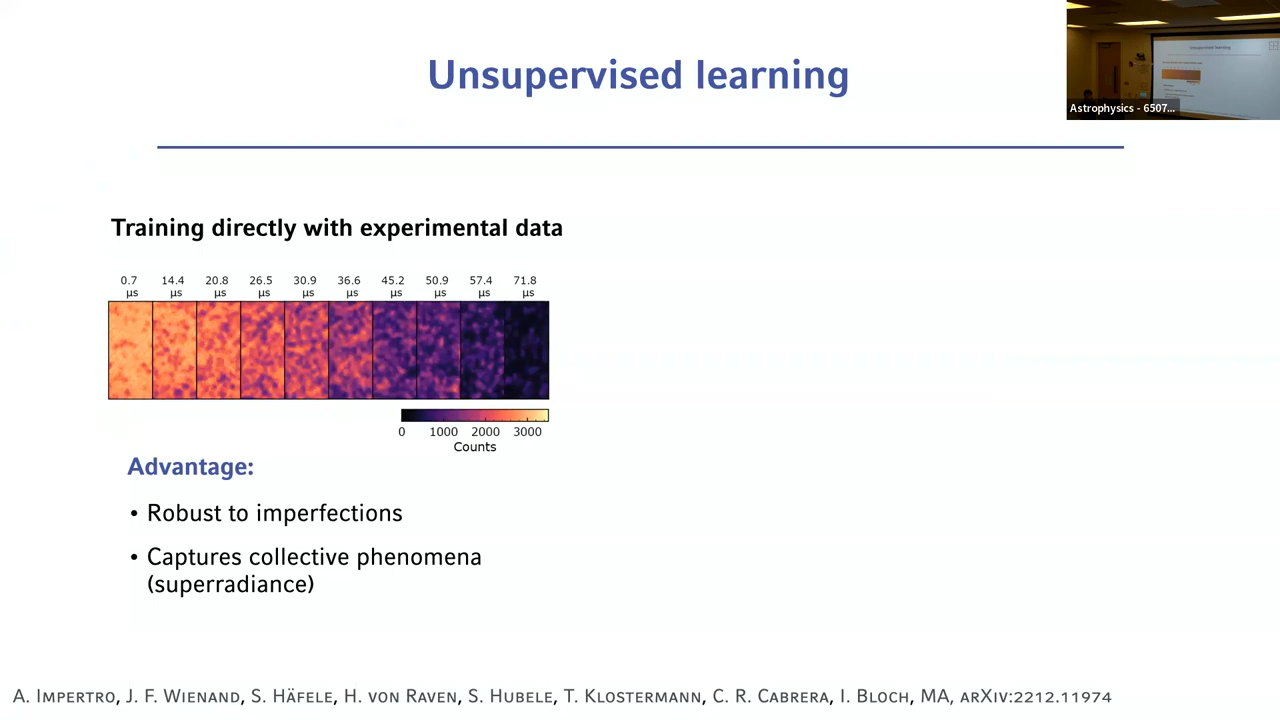 Unsupervised learning
Astrophysics - 6507...
Training directly with experimental data
0.7 14.4 20.8 26.5 30.9 36.6 45.2 50.9 57.4 71.8
µs µs µs µs µs µs µs µs µs µs
0 1000 2000 3000
Counts
Advantage:
• Robust to imperfections
• Captures collective phenomena
(superradiance)
A. Impertro, J. F. Wienand, S. Häfele, H. von Raven, S. Hubele, T. Klostermann, C. R. Cabrera, I. Bloch, MA, arXiv:2212.11974